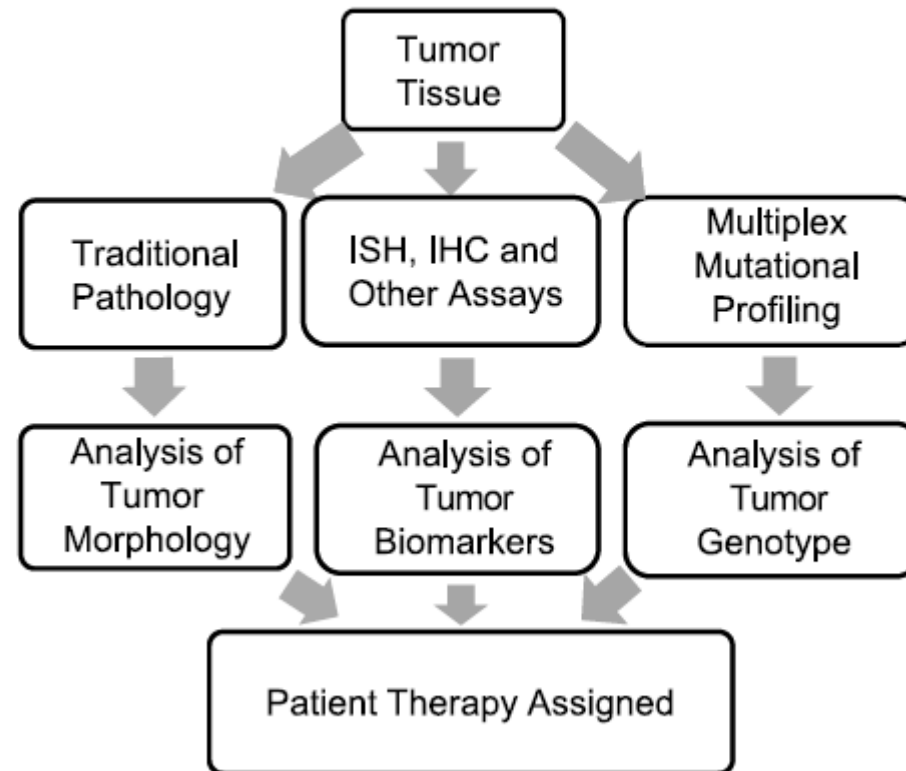 Tumor
Tissue
Traditional
Pathology
ISH, IHC and
Other Assays
Multiplex
Mutational
Profiling
Analysis of
Tumor
Morphology
Analysis of
Tumor
Biomarkers
Analysis of
Tumor
Genotype
Patient Therapy Assigned